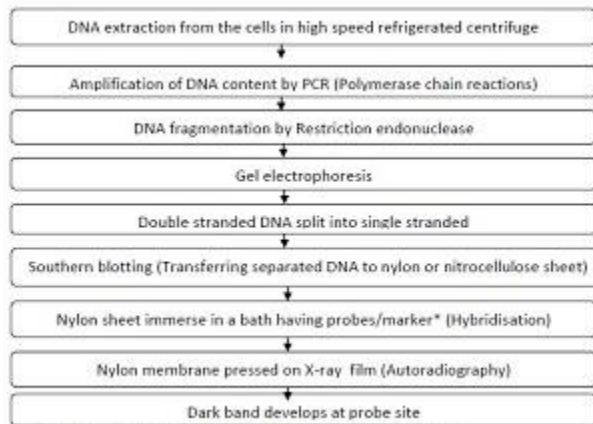 DNA extraction from the cells in high speed refrigerated centrifuge
Amplification of DNA content by PCR (Polymerase chain reactions)
DNA fragmentation by Restriction endonuclease
Gel electrophoresis
Double stranded DNA split into single stranded
Southern blotting (Transferring separated DNA to nylon or nitrocellulose sheet)
Nylon sheet immerse in a bath having probes/marker* (Hybridisation)
Nylon membrane pressed on X-ray film (Autoradiography)
Dark band develops at probe site